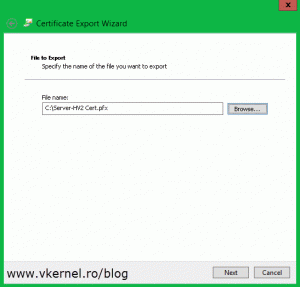 Certificate Export Wizard
File to Export
Specify the name of the file you want to export
File name:
C:\Server-HV2 Cert.pfx
Browse...
www.vkernel.ro/blog
Next
Cancel